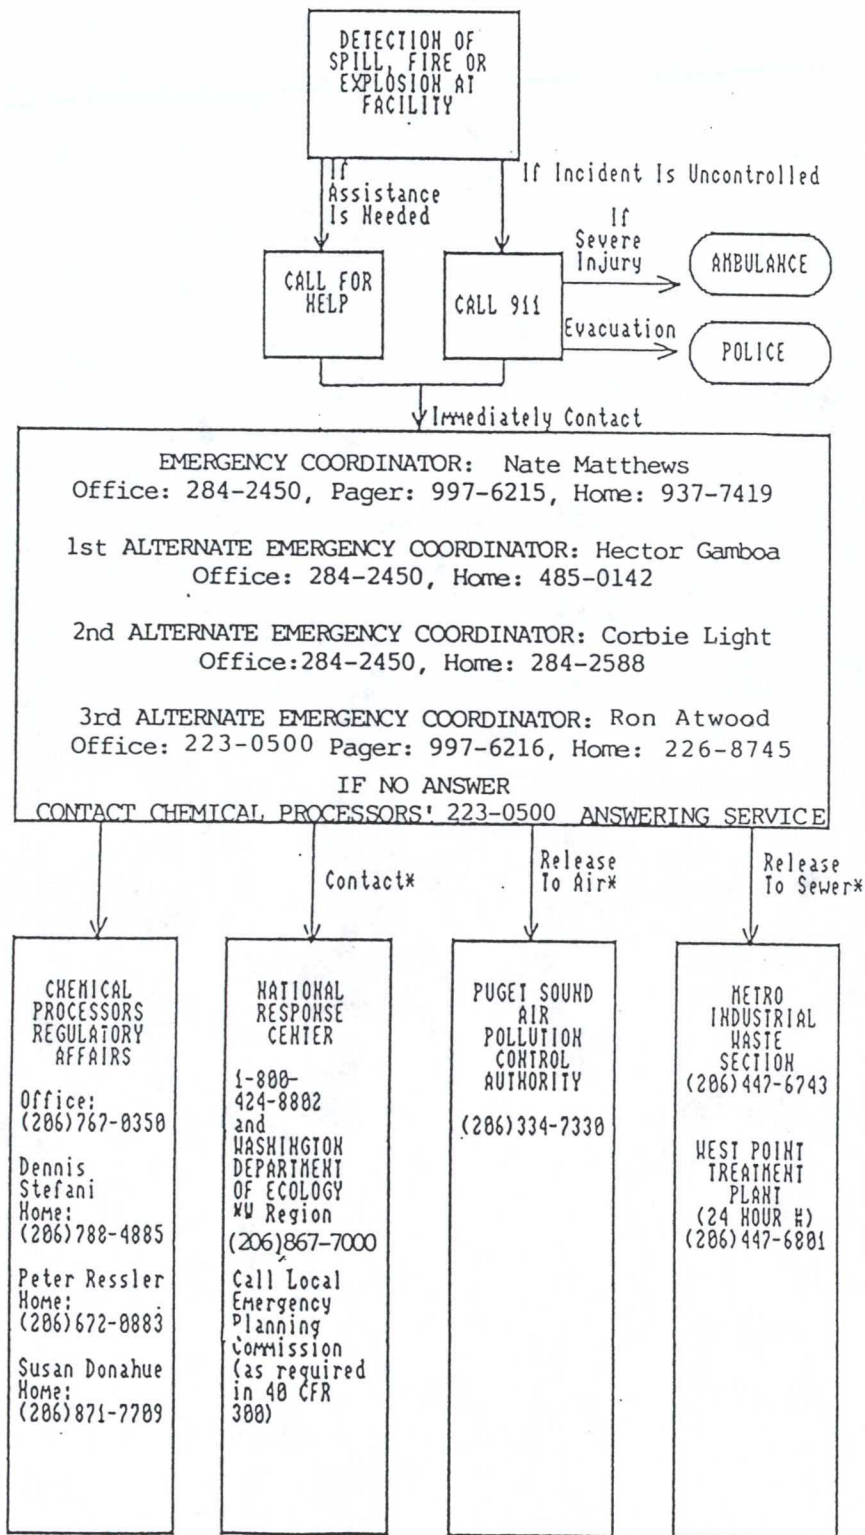 DETECTION OF
SPILL, FIRE OR
EXPLOSION AT
FACILITY
If
Assistance
Is Needed
If Incident Is Uncontrolled
If
Severe
Injury
CALL FOR
HELP
CALL 911
AMBULANCE
Evacuation
POLICE
Immediately Contact
EMERGENCY COORDINATOR: Nate Matthews
Office: 284-2450, Pager: 997-6215, Home: 937-7419
1st ALTERNATE EMERGENCY COORDINATOR: Hector Gamboa
Office: 284-2450, Home: 485-0142
2nd ALTERNATE EMERGENCY COORDINATOR: Corbie Light
Office:284-2450, Home: 284-2588
3rd ALTERNATE EMERGENCY COORDINATOR: Ron Atwood
Office: 223-0500 Pager: 997-6216, Home: 226-8745
IF NO ANSWER
CONTACT CHEMICAL PROCESSORS' 223-0500 ANSWERING SERVICE
Contact*
Release
To Air*
Release
To Sewer*
CHEMICAL
PROCESSORS
REGULATORY
AFFAIRS
Office:
(206)767-0350
Dennis
Stefani
Home:
(206)788-4885
Peter Ressler
Home:
(206)672-0883
Susan Donahue
Home:
(206)871-7709
NATIONAL
RESPONSE
CENTER
1-800-
424-8802
and
WASHINGTON
DEPARTMENT
OF ECOLOGY
Region
(206)867-7000
Call Local
Emergency
Planning
Commission
(as required
in 40 CFR
300)
PUGET SOUND
AIR
POLLUTION
CONTROL
AUTHORITY
(206)334-7330
METRO
INDUSTRIAL
WASTE
SECTION
(206)447-6743
WEST POINT
TREATMENT
PLANT
(24 HOUR #)
(206)447-6801